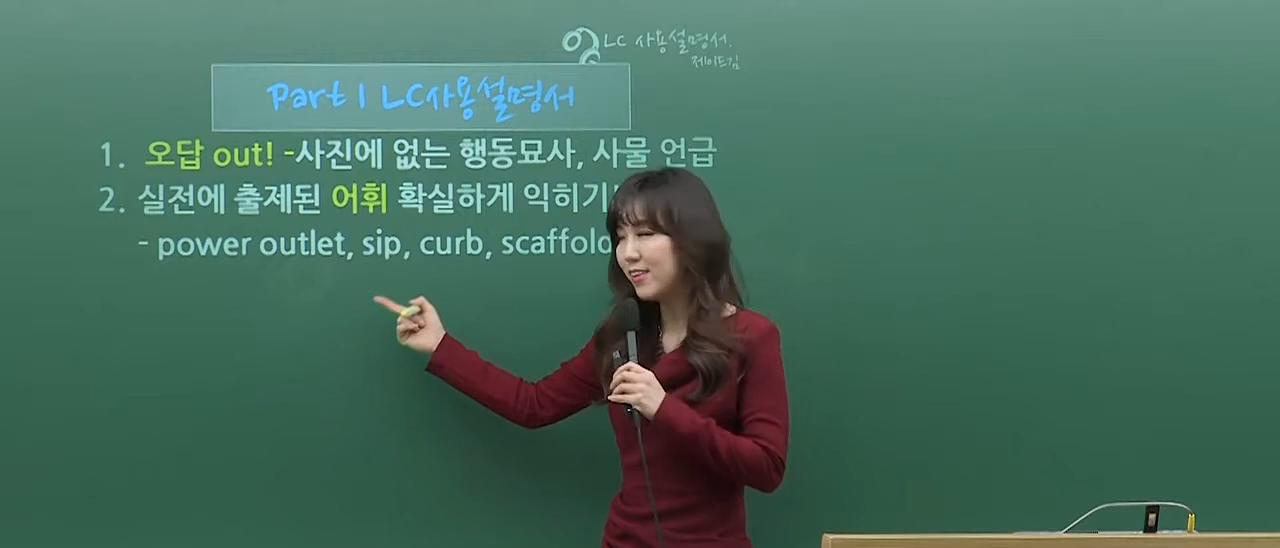 LC 사용설명서.
제이드김
Part 1 LC사용설명서
1. 오답 out! -사진에 없는 행동묘사, 사물 언급
2. 실전에 출제된 어휘 확실하게 익히기
- power outlet, sip, curb, scaffold